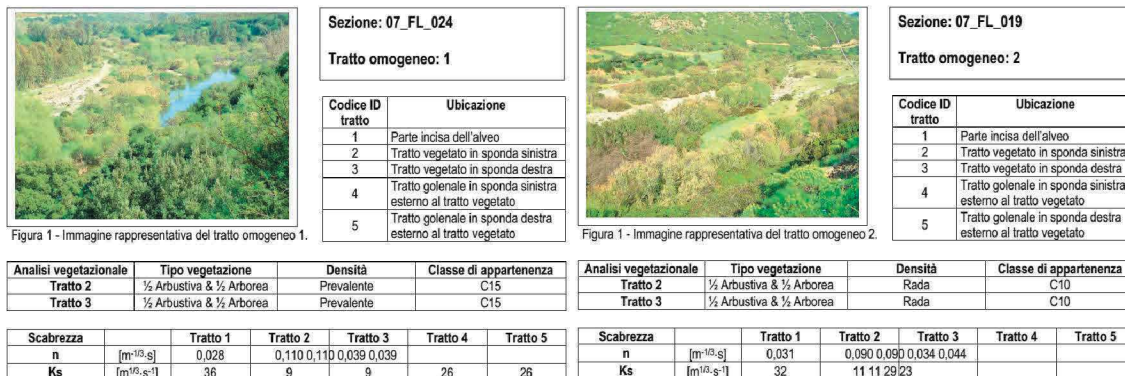 Sezione: 07_FL_024
Tratto omogeneo: 1
Codice ID tratto Ubicazione
1 Parte incisa dell'alveo
2 Tratto vegetato in sponda sinistra
3 Tratto vegetato in sponda destra
4 Tratto golenale in sponda sinistra
esterno al tratto vegetato
5 Tratto golenale in sponda destra
esterno al tratto vegetato
Figura 1 - Immagine rappresentativa del tratto omogeneo 1.
Analisi vegetazionale Tipo vegetazione Densità Classe di appartenenza
Tratto 2 ½ Arbustiva & ½ Arborea Prevalente C15
Tratto 3 ½ Arbustiva & ½ Arborea Prevalente C15
Scabrezza Tratto 1 Tratto 2 Tratto 3 Tratto 4 Tratto 5
n [m-1/3·s] 0,028 0,110 0,110 0,039 0,039
Ks [m1/3·s-1] 36 9 9 26 26
Sezione: 07_FL_019
Tratto omogeneo: 2
Codice ID tratto Ubicazione
1 Parte incisa dell'alveo
2 Tratto vegetato in sponda sinistra
3 Tratto vegetato in sponda destra
4 Tratto golenale in sponda sinistra
esterno al tratto vegetato
5 Tratto golenale in sponda destra
esterno al tratto vegetato
Figura 1 - Immagine rappresentativa del tratto omogeneo 2.
Analisi vegetazionale Tipo vegetazione Densità Classe di appartenenza
Tratto 2 ½ Arbustiva & ½ Arborea Rada C10
Tratto 3 ½ Arbustiva & ½ Arborea Rada C10
Scabrezza Tratto 1 Tratto 2 Tratto 3 Tratto 4 Tratto 5
n [m-1/3·s] 0,031 0,090 0,090 0,034 0,044
Ks [m1/3·s-1] 32 11 11 29 23